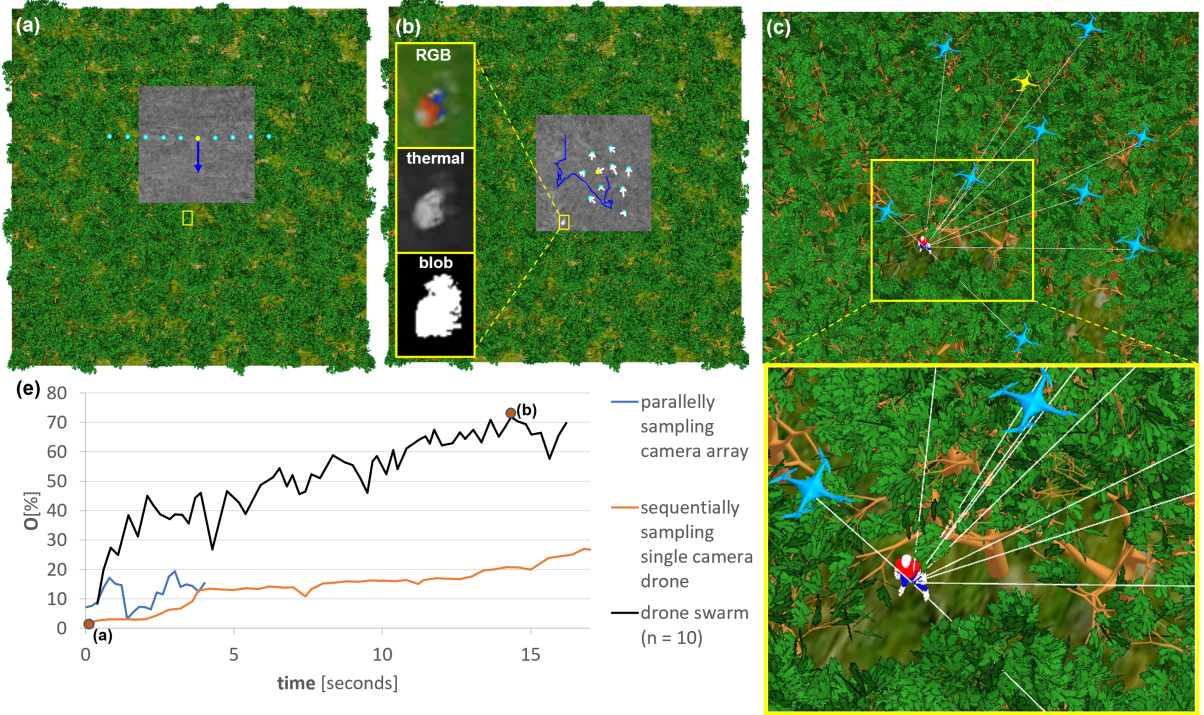 (a)
(b)
RGB
thermal
blob
(c)
(e)
80
70
60
50
40
30
20
10
0
O[%]
(b)
(a)
0
5
10
15
time [seconds]
parallelly
sampling
camera array
sequentially
sampling
single camera
drone
drone swarm
(n = 10)